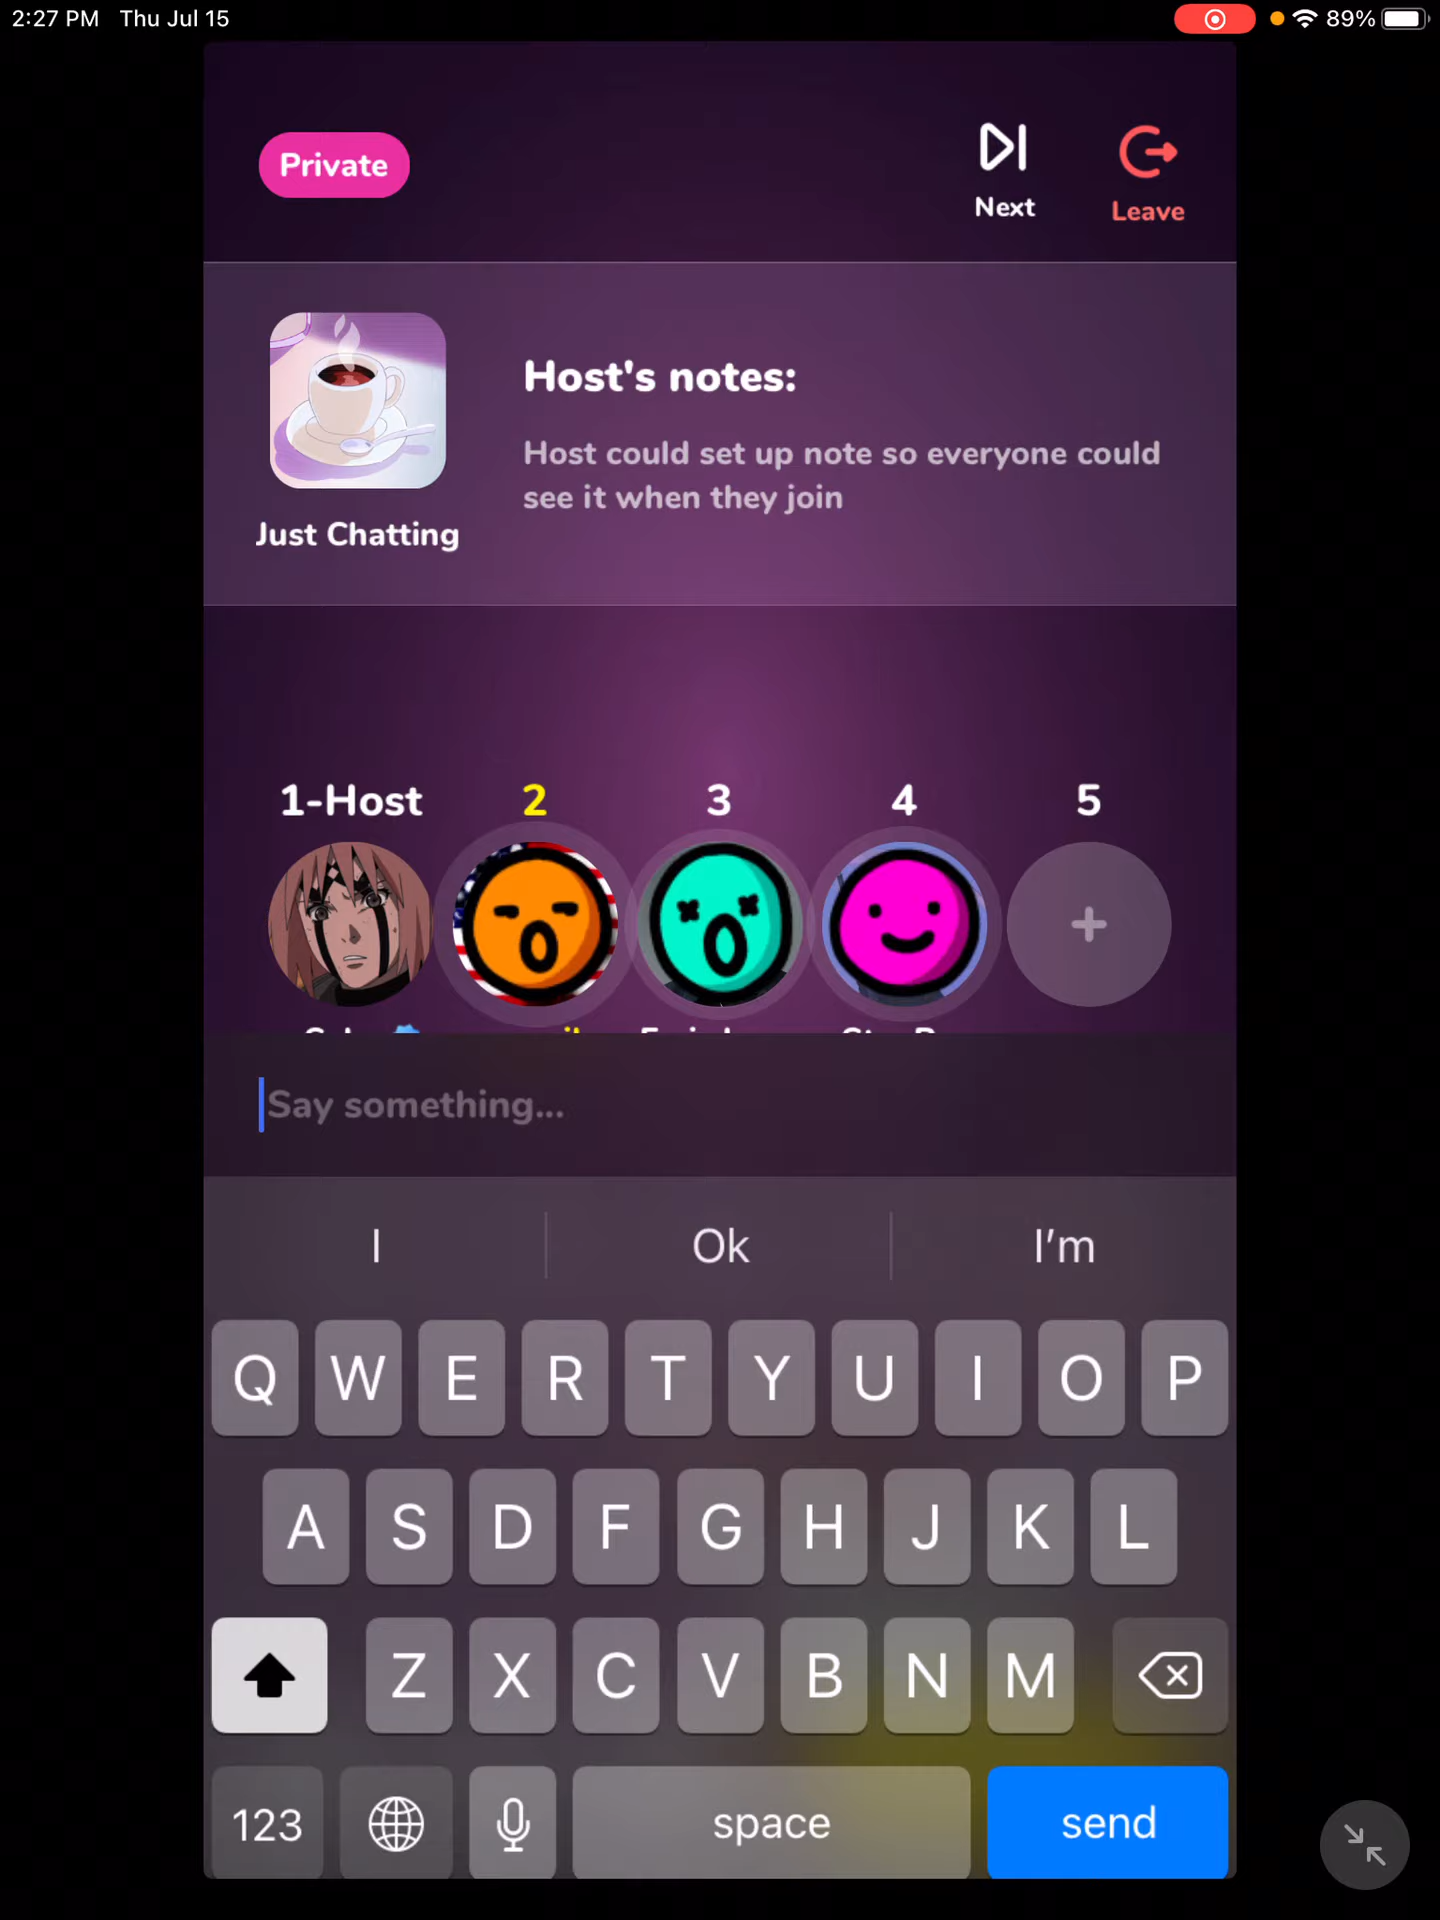 2:27 PM Thu Jul 15
89%
Private
Next
Leave
Host's notes:
Host could set up note so everyone could
see it when they join
Just Chatting
1-Host 2 3 4 5
Say something...
I Ok I'm
Q W E R T Y U I O P
A S D F G H J K L
Z X C V B N M
123 space send